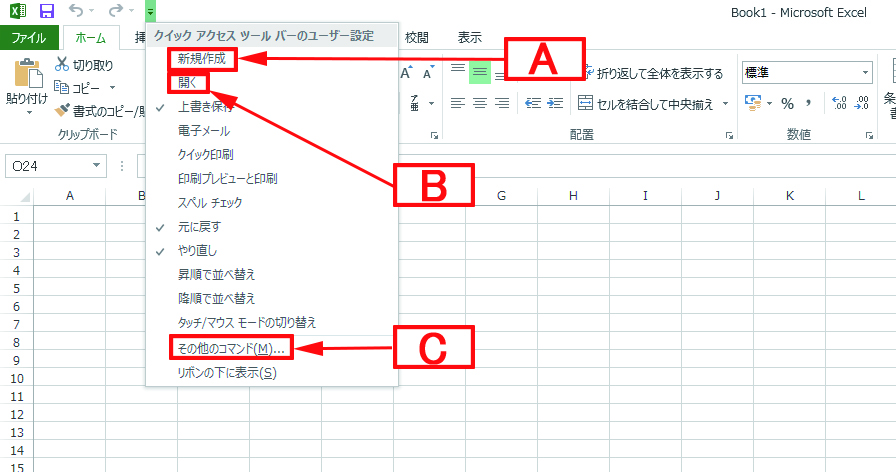 Book1 - Microsoft Excel
ファイル ホーム 挿 校閲 表示
クイック アクセス ツール バーのユーザー設定
新規作成
開く
上書き保存
電子メール
クイック印刷
印刷プレビューと印刷
スペル チェック
元に戻す
やり直し
昇順で並べ替え
降順で並べ替え
タッチ/マウス モードの切り替え
その他のコマンド(M)...
リボンの下に表示(S)
A
B
C
貼り付け
切り取り
コピー
書式のコピー/貼
クリップボード
A A
ア
亜
折り返して全体を表示する
セルを結合して中央揃え
配置
標準
% ,
←.0 .00
.00 →.0
数値
条
書
O24
A B G H I J K L
1
2
3
4
5
6
7
8
9
10
11
12
13
14
15